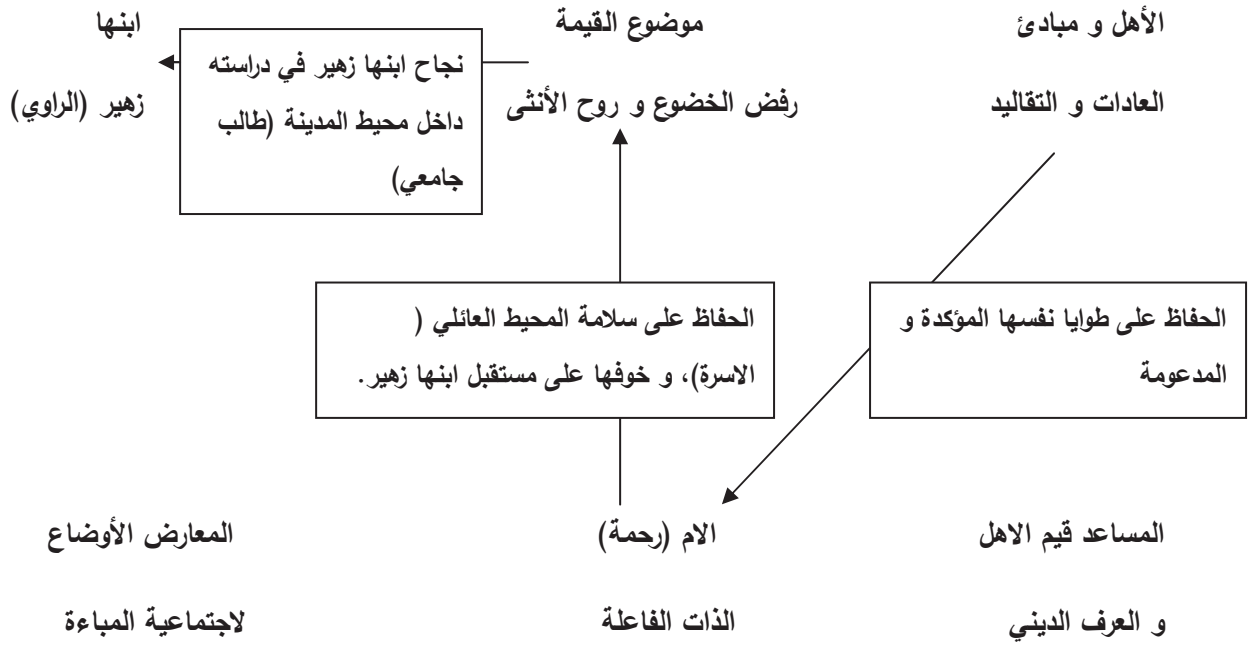 الأهل و مبادئ
موضوع القيمة
ابنها
العادات و التقاليد
رفض الخضوع و روح الأنثى
زهير (الراوي)
نجاح ابنها زهير في دراسته
داخل محيط المدينة (طالب
جامعي)
الحفاظ على طوايا نفسها المؤكدة و
المدعومة
الحفاظ على سلامة المحيط العائلي (
الاسرة)، و خوفها على مستقبل ابنها زهير.
المساعد قيم الاهل
الام (رحمة)
المعارض الأوضاع
و العرف الديني
الذات الفاعلة
لاجتماعية المباءة